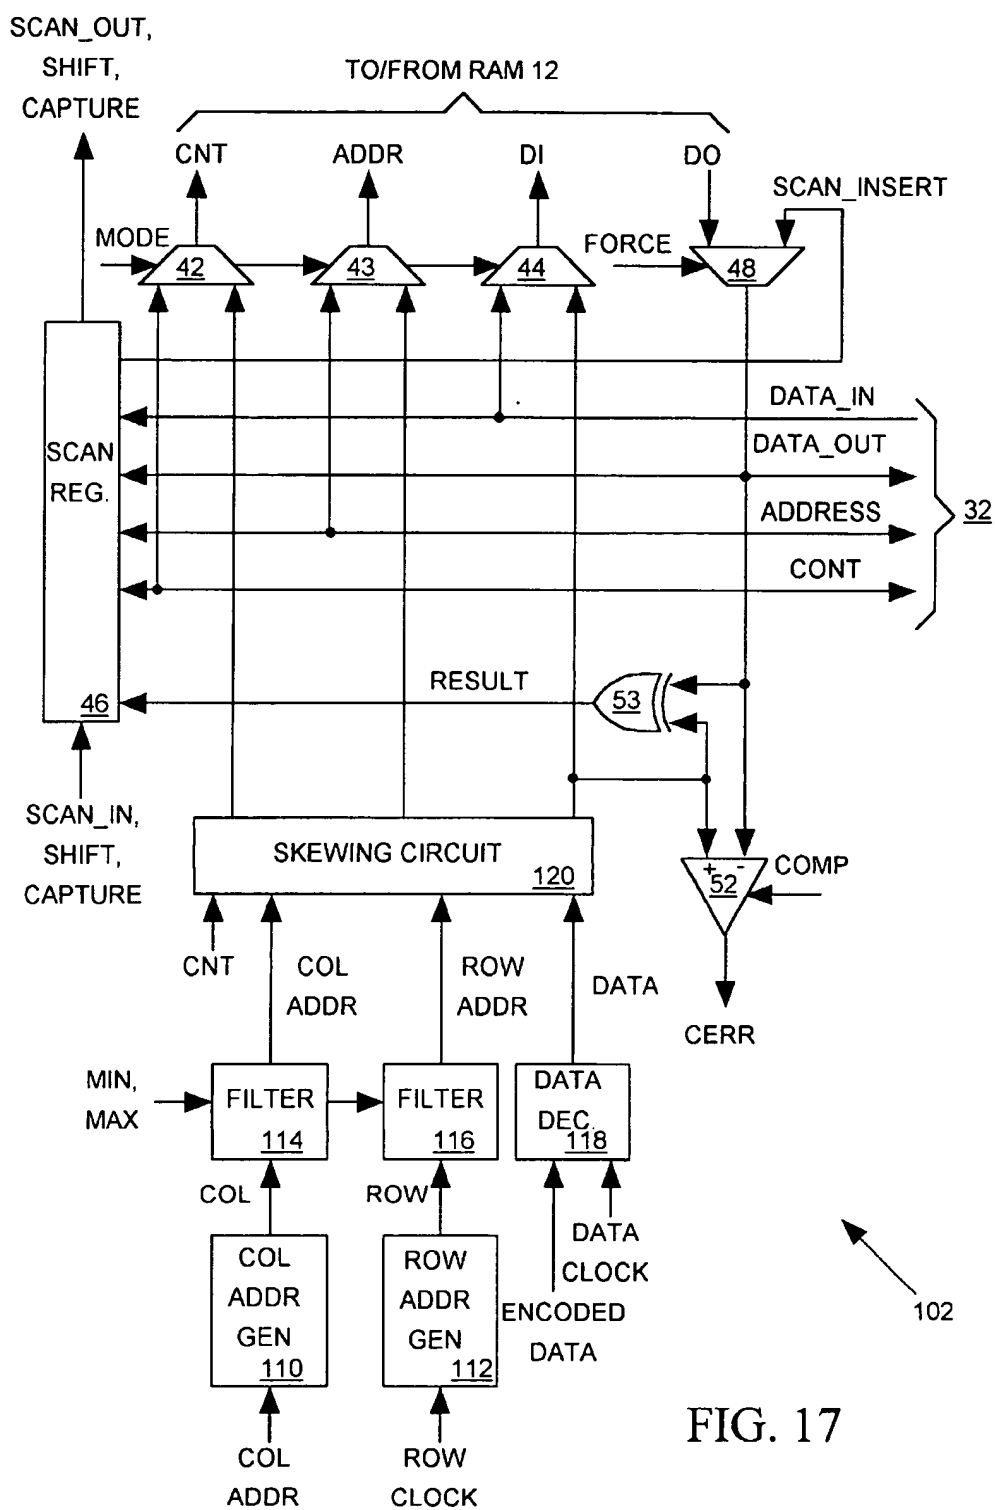 SCAN_OUT,
SHIFT,
CAPTURE
TO/FROM RAM 12
CNT
ADDR
DI
DO
SCAN_INSERT
MODE
42
43
44
FORCE
48
DATA_IN
SCAN
REG.
DATA_OUT
ADDRESS
32
CONT
RESULT
53
46
SCAN_IN,
SHIFT,
CAPTURE
SKEWING CIRCUIT
120
+ -
52
COMP
CNT
COL
ADDR
ROW
ADDR
DATA
CERR
MIN,
MAX
FILTER
114
FILTER
116
DATA
DEC.
118
COL
ROW
DATA
CLOCK
ENCODED
DATA
COL
ADDR
GEN
110
ROW
ADDR
GEN
112
102
COL
ADDR
ROW
CLOCK
FIG. 17